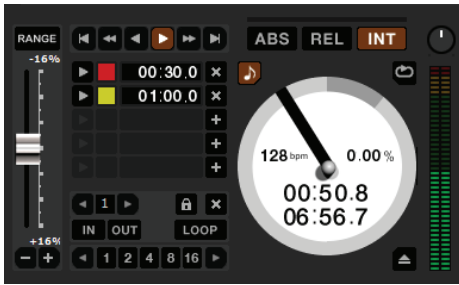 RANGE
-16%
+16%
00:30.0
01:00.0
1
IN OUT LOOP
1 2 4 8 16
ABS REL INT
128 bpm 0.00 %
00:50.8
06:56.7